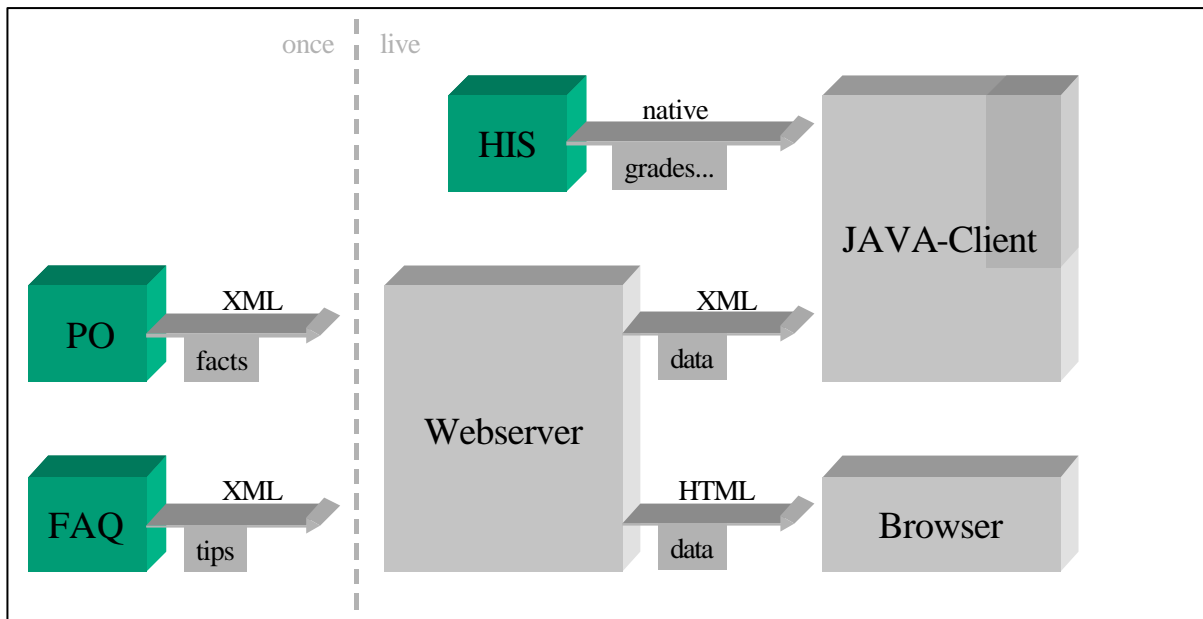 once
live
HIS
native
grades...
JAVA-Client
PO
XML
facts
Webserver
XML
data
FAQ
XML
tips
HTML
data
Browser